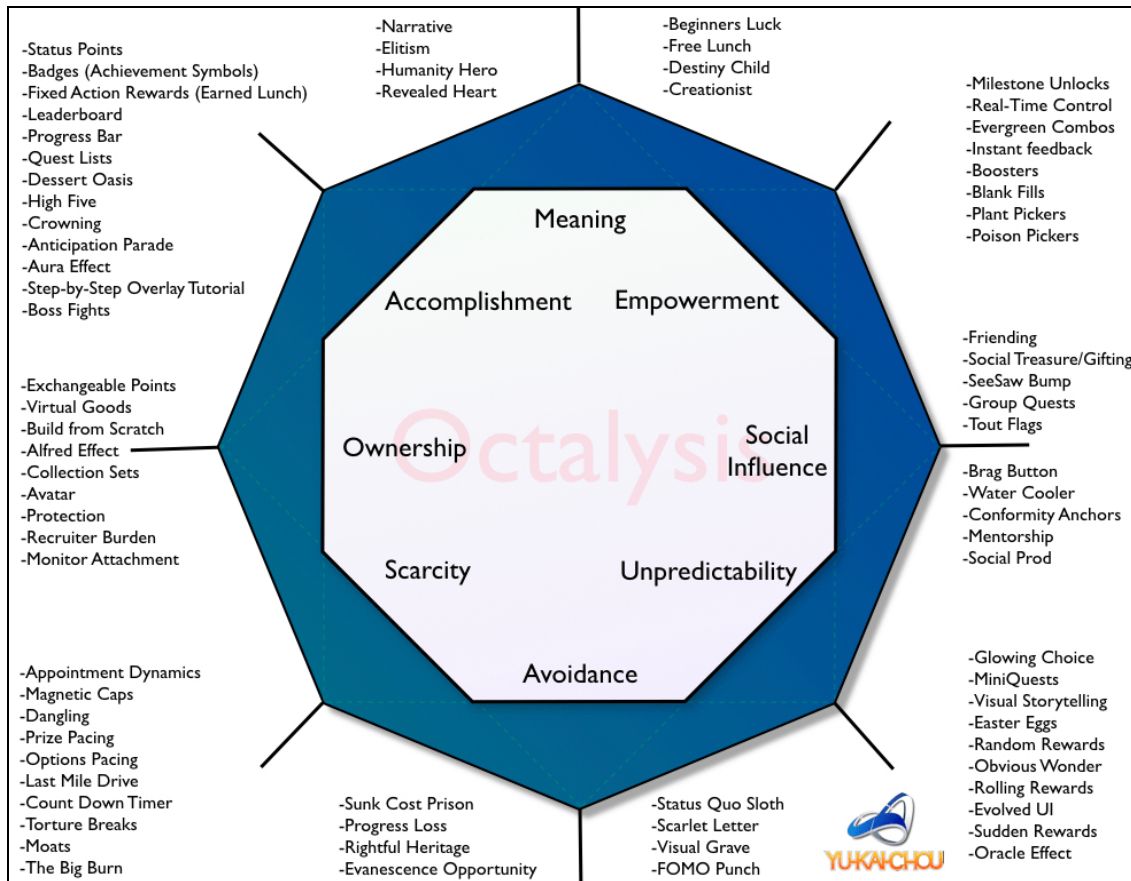 -Narrative
-Elitism
-Humanity Hero
-Revealed Heart
-Beginners Luck
-Free Lunch
-Destiny Child
-Creationist
-Status Points
-Badges (Achievement Symbols)
-Fixed Action Rewards (Earned Lunch)
-Leaderboard
-Progress Bar
-Quest Lists
-Dessert Oasis
-High Five
-Crowning
-Anticipation Parade
-Aura Effect
-Step-by-Step Overlay Tutorial
-Boss Fights
-Milestone Unlocks
-Real-Time Control
-Evergreen Combos
-Instant feedback
-Boosters
-Blank Fills
-Plant Pickers
-Poison Pickers
Meaning
Accomplishment
Empowerment
Ownership
Octalysis
Social
Influence
Scarcity
Unpredictability
Avoidance
-Exchangeable Points
-Virtual Goods
-Build from Scratch
-Alfred Effect
-Collection Sets
-Avatar
-Protection
-Recruiter Burden
-Monitor Attachment
-Friending
-Social Treasure/Gifting
-SeeSaw Bump
-Group Quests
-Tout Flags
-Brag Button
-Water Cooler
-Conformity Anchors
-Mentorship
-Social Prod
-Appointment Dynamics
-Magnetic Caps
-Dangling
-Prize Pacing
-Options Pacing
-Last Mile Drive
-Count Down Timer
-Torture Breaks
-Moats
-The Big Burn
-Sunk Cost Prison
-Progress Loss
-Rightful Heritage
-Evanescence Opportunity
-Status Quo Sloth
-Scarlet Letter
-Visual Grave
-FOMO Punch
-Glowing Choice
-MiniQuests
-Visual Storytelling
-Easter Eggs
-Random Rewards
-Obvious Wonder
-Rolling Rewards
-Evolved UI
-Sudden Rewards
-Oracle Effect
YU-KAI-CHOU